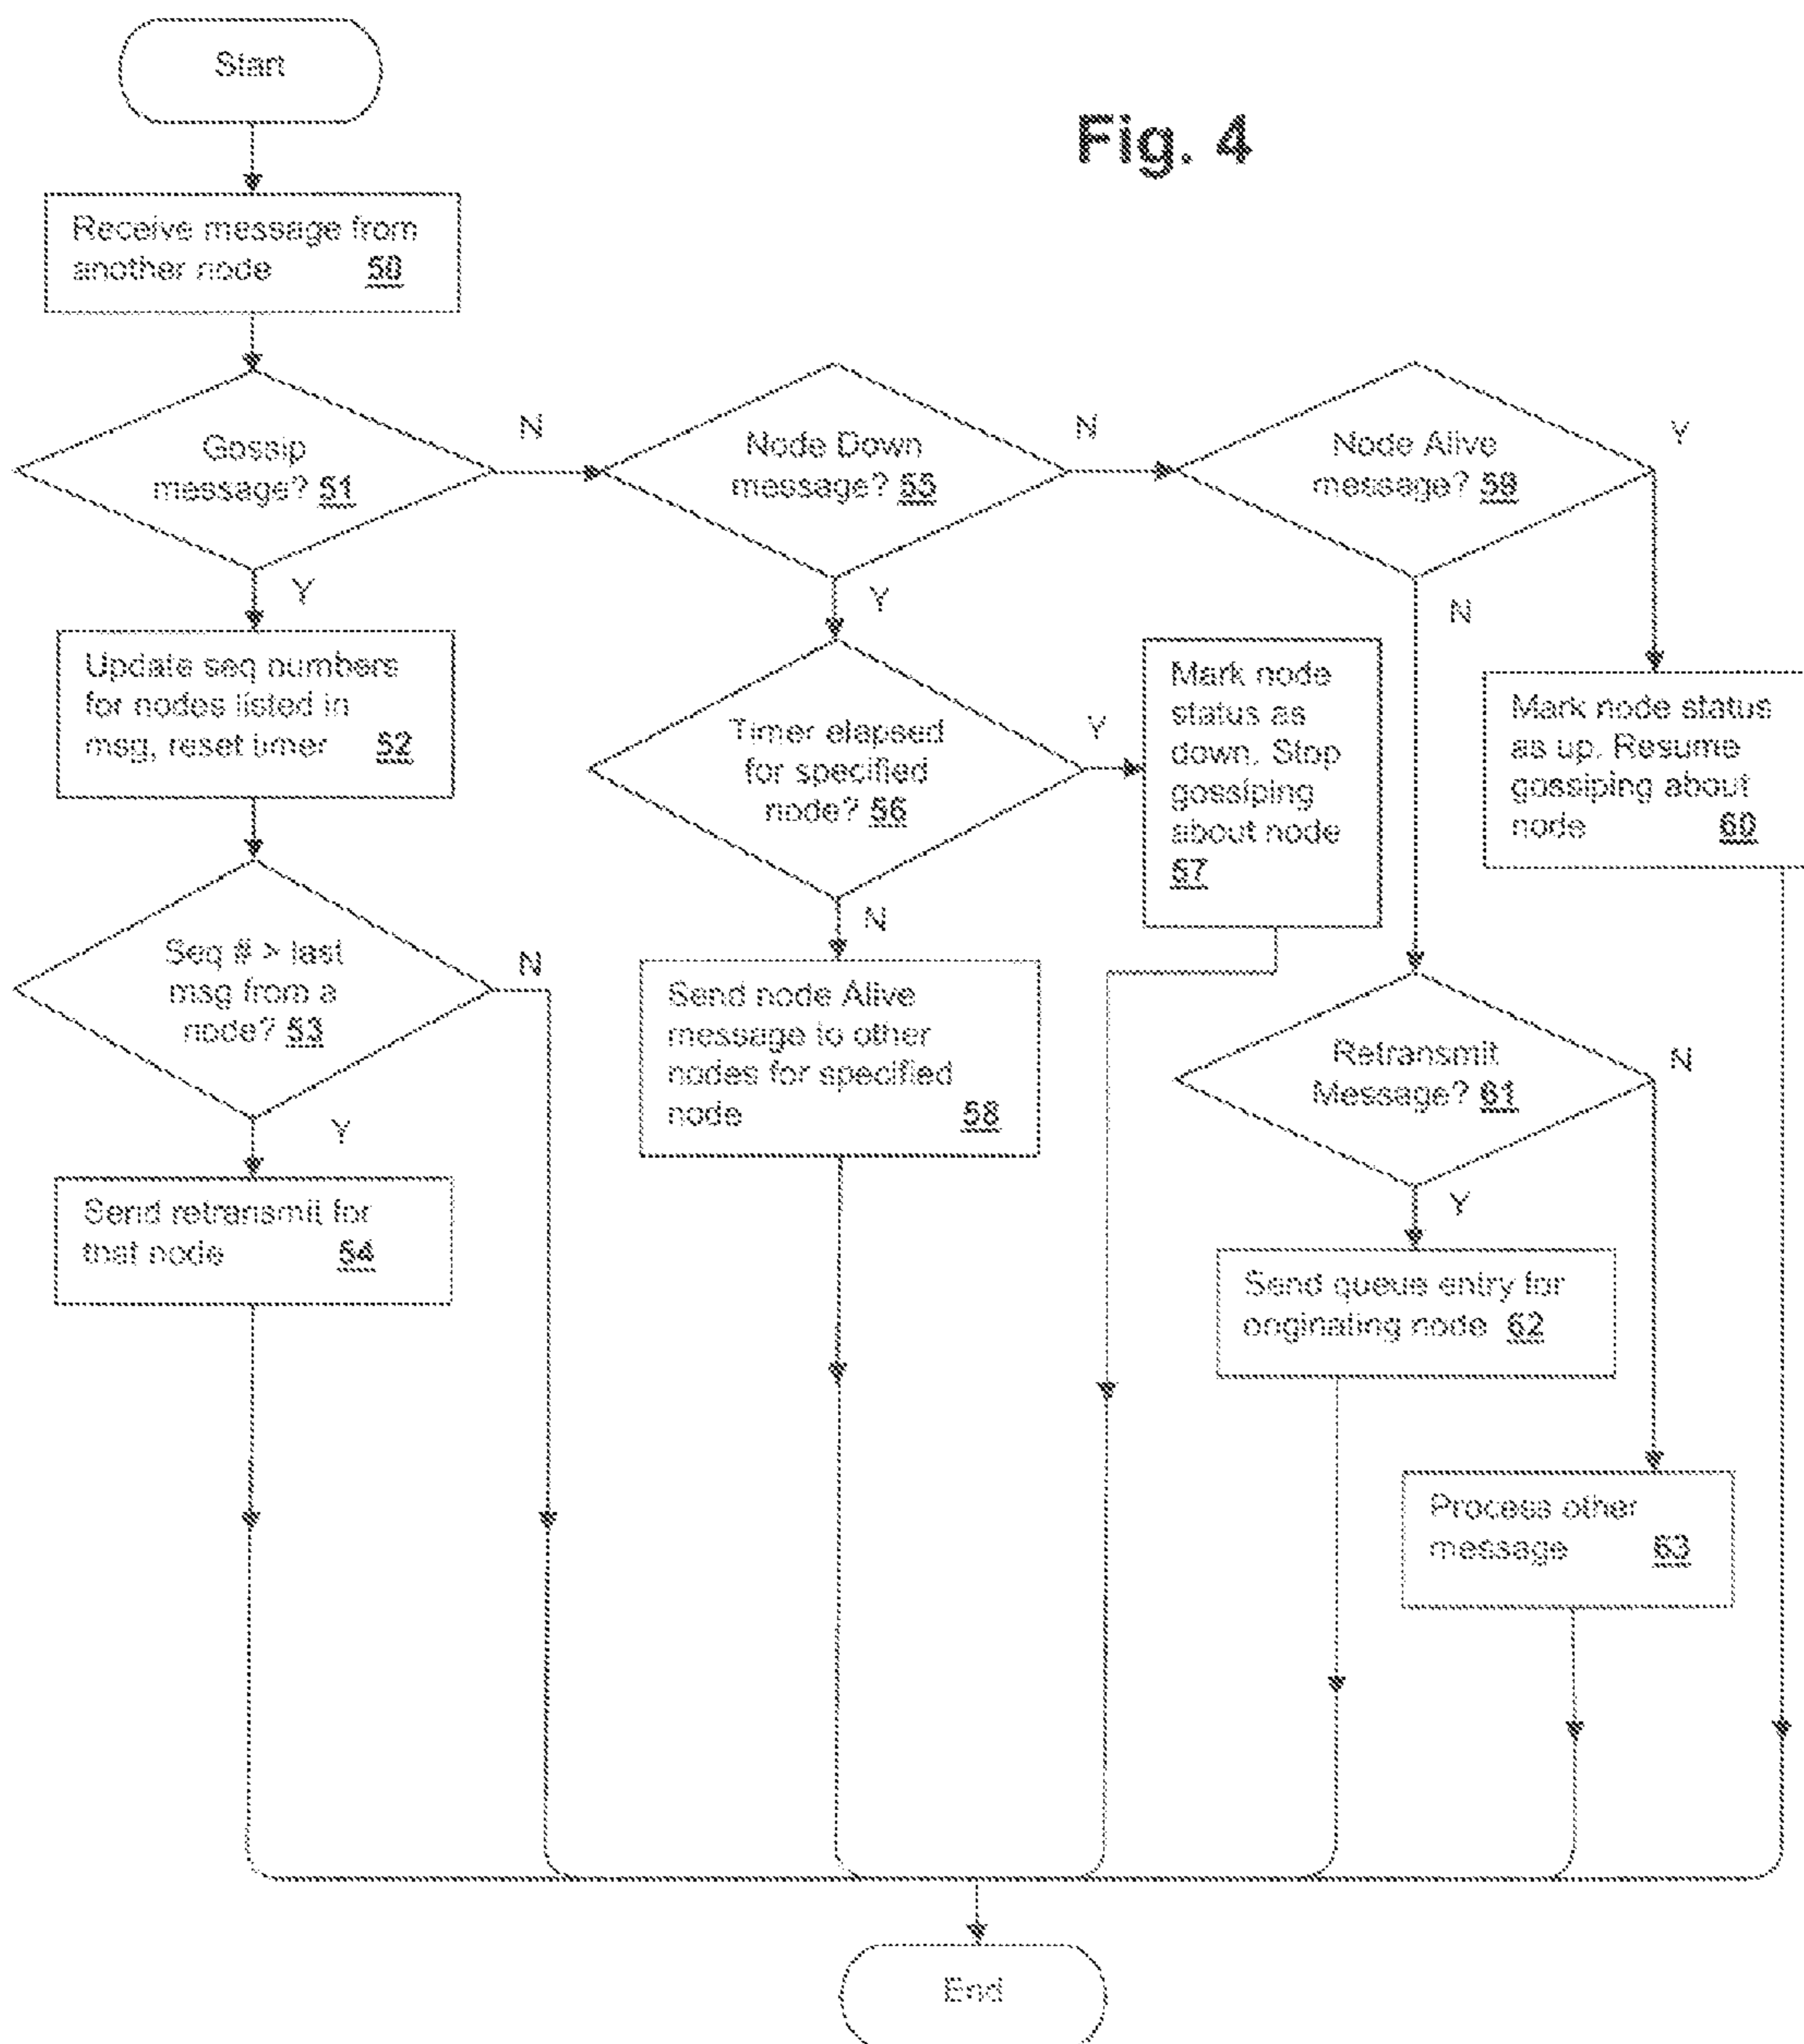 Start
Fig. 4
Receive message from
another node 50
Gossip
message? 51
N
Node Down
message? 55
N
Node Alive
message? 59
Y
Y
Y
N
Update seq numbers
for nodes listed in
msg, reset timer 52
Timer elapsed
for specified
node? 56
Y
Mark node
status as
down. Stop
gossiping
about node
57
Mark node status
as up. Resume
gossiping about
node 60
Seq # > last
msg from a
node? 53
N
Y
N
Send node Alive
message to other
nodes for specified
node 58
Retransmit
Message? 61
N
Y
Send retransmit for
that node 54
Send queue entry for
originating node 62
Process other
message 63
End